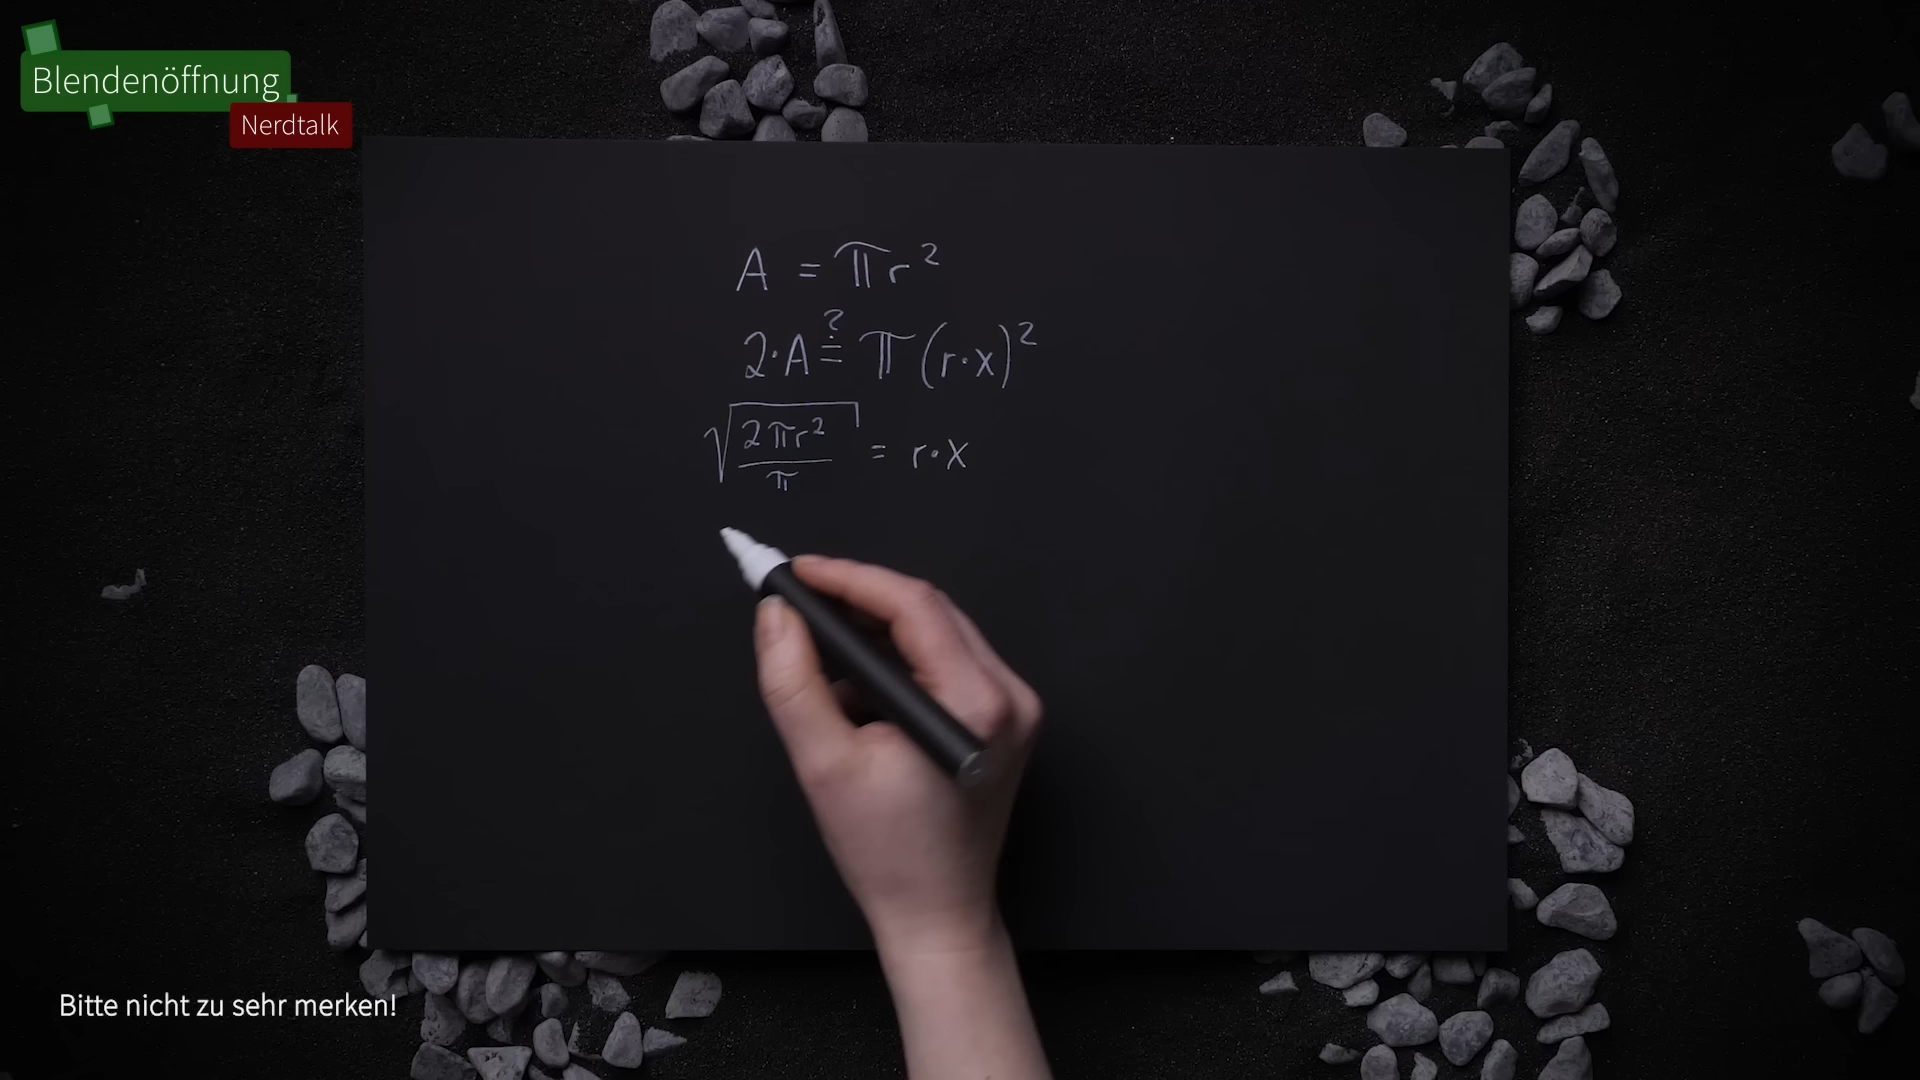 Blendenöffnung
Nerdtalk
A = πr²
2·A ≟ π(r·x)²
√(2πr²/π) = r·x
Bitte nicht zu sehr merken!